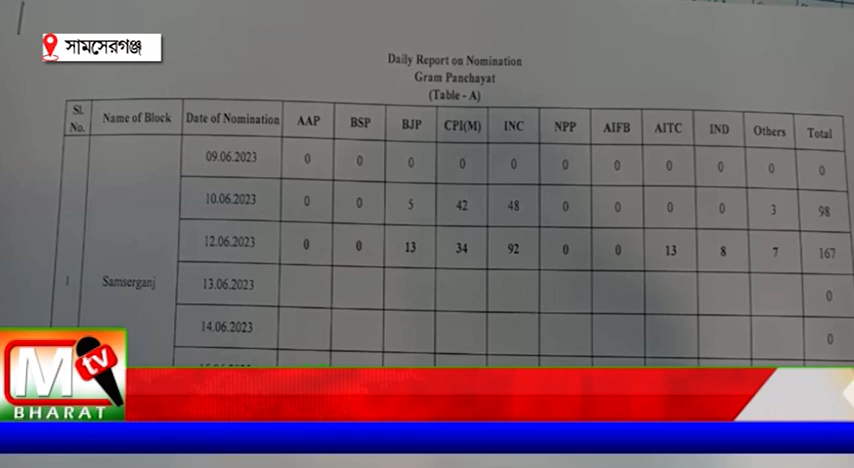 সামসেরগঞ্জ
Daily Report on Nomination
Gram Panchayat
(Table - A)
Sl. No. Name of Block Date of Nomination AAP BSP BJP CPI(M) INC NPP AIFB AITC IND Others Total
09.06.2023 0 0 0 0 0 0 0 0 0 0 0
10.06.2023 0 0 5 42 48 0 0 0 0 3 98
12.06.2023 0 0 13 34 92 0 0 13 8 7 167
1 Samserganj 13.06.2023 0
14.06.2023 0
M tv
BHARAT